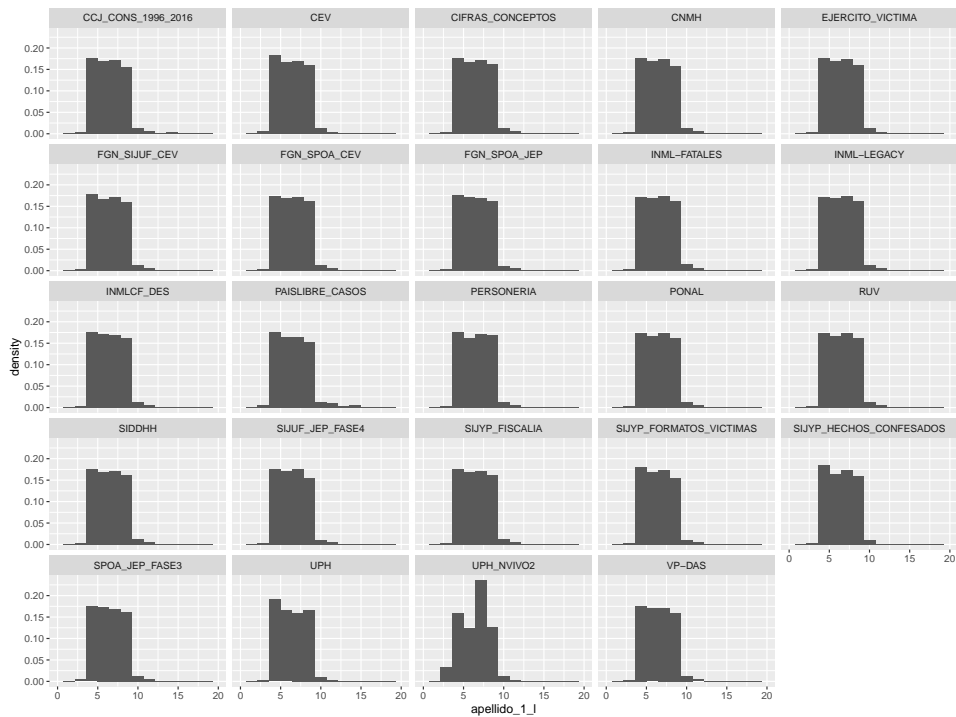 CCJ_CONS_1996_2016 CEV CIFRAS_CONCEPTOS CNMH EJERCITO_VICTIMA
0.20
0.15
0.10
0.05
0.00
FGN_SIJUF_CEV FGN_SPOA_CEV FGN_SPOA_JEP INML−FATALES INML−LEGACY
0.20
0.15
0.10
0.05
0.00
INMLCF_DES PAISLIBRE_CASOS PERSONERIA PONAL RUV
0.20
0.15
0.10
0.05
0.00
density
SIDDHH SIJUF_JEP_FASE4 SIJYP_FISCALIA SIJYP_FORMATOS_VICTIMAS SIJYP_HECHOS_CONFESADOS
0.20
0.15
0.10
0.05
0.00
0 5 10 15 20
SPOA_JEP_FASE3 UPH UPH_NVIVO2 VP−DAS
0.20
0.15
0.10
0.05
0.00
0 5 10 15 20 0 5 10 15 20 0 5 10 15 20 0 5 10 15 20
apellido_1_l